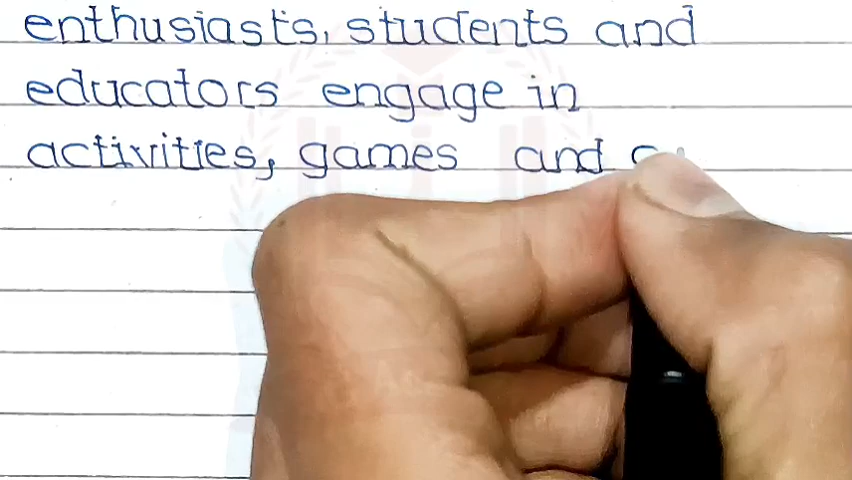 enthusiasts, students and
educators engage in
activities, games and